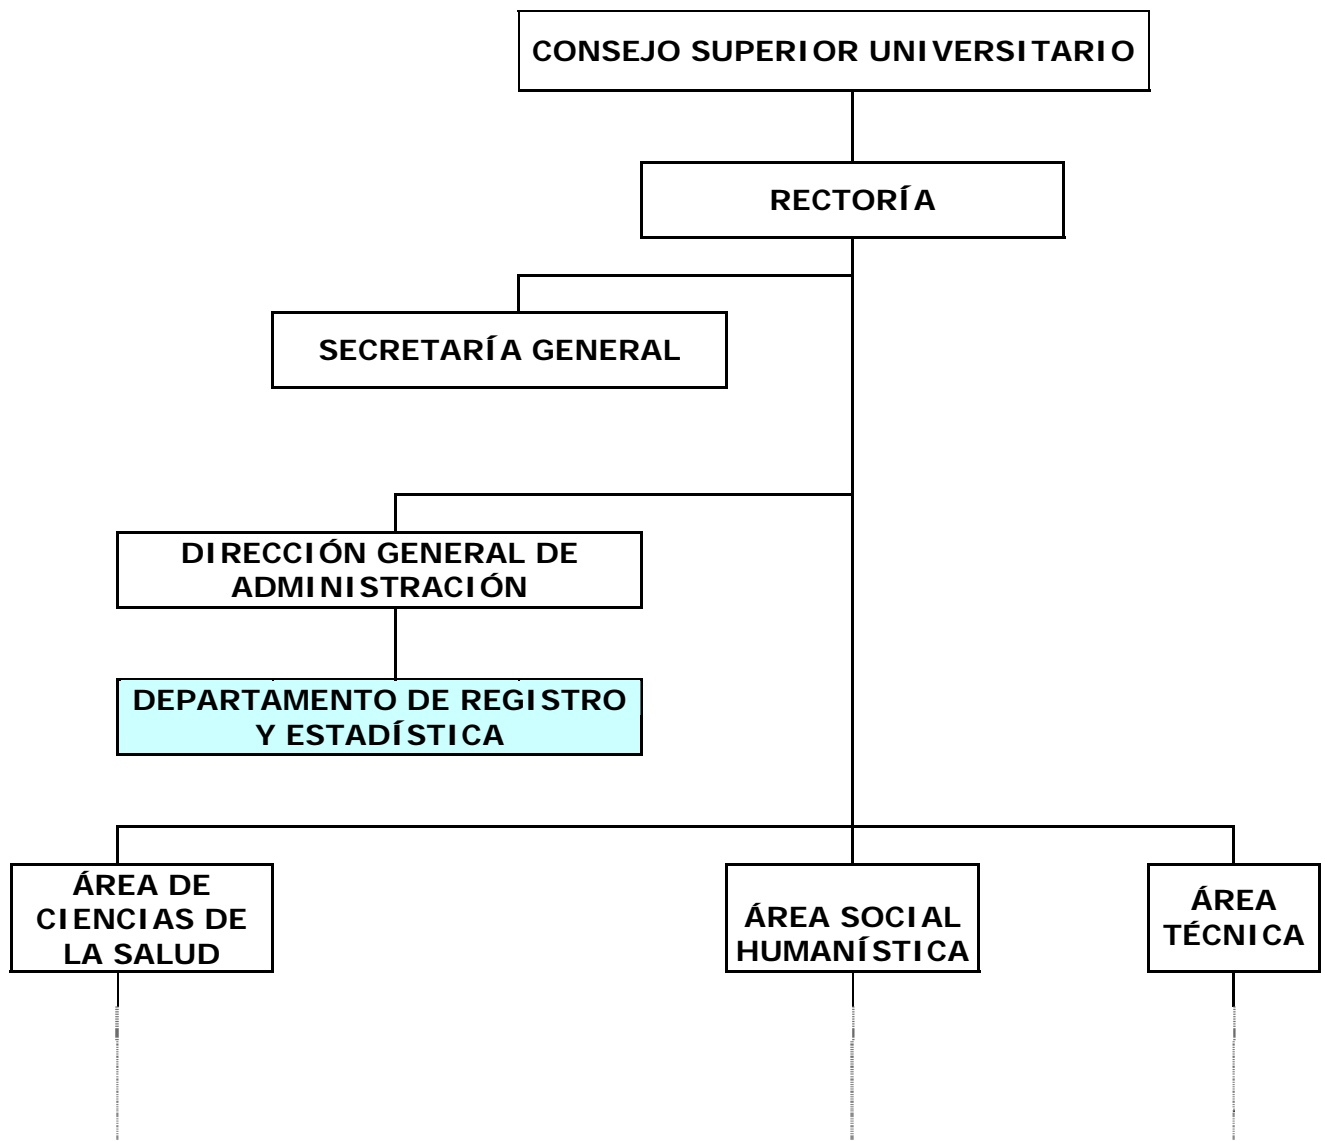 CONSEJO SUPERIOR UNIVERSITARIO
RECTORÍA
SECRETARÍA GENERAL
DIRECCIÓN GENERAL DE
ADMINISTRACIÓN
DEPARTAMENTO DE REGISTRO
Y ESTADÍSTICA
ÁREA DE
CIENCIAS DE
LA SALUD
ÁREA SOCIAL
HUMANÍSTICA
ÁREA
TÉCNICA